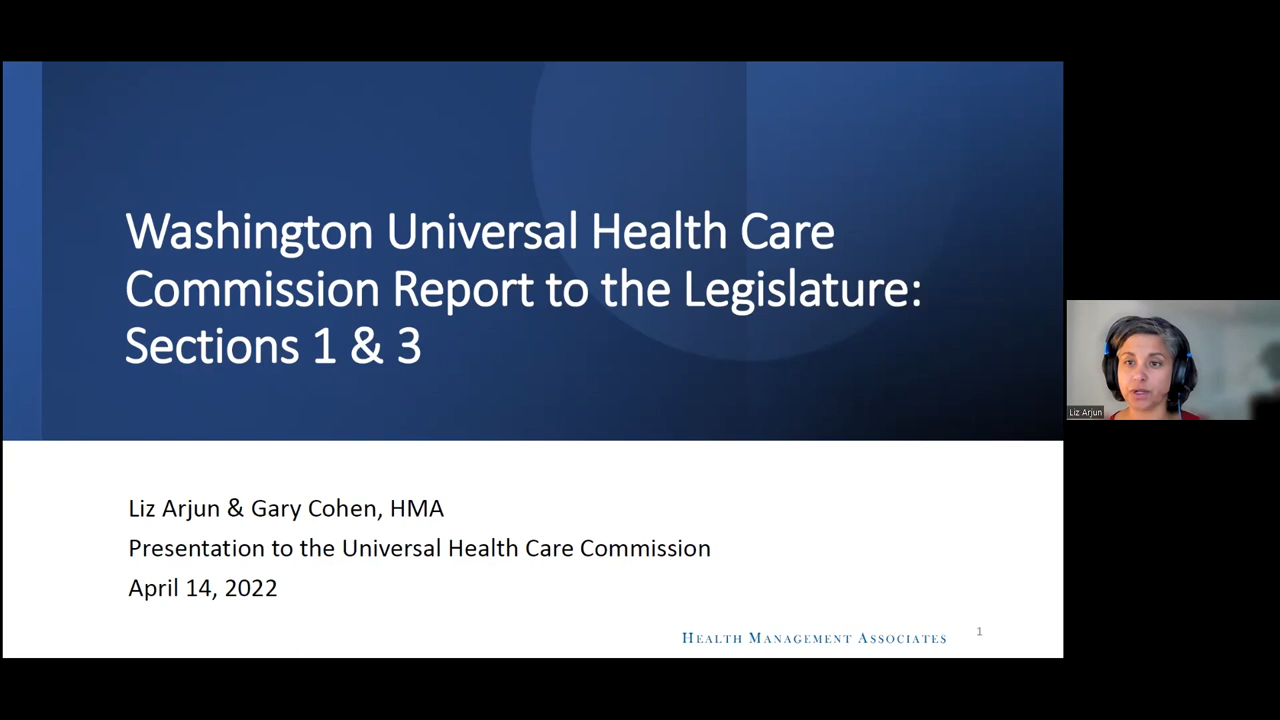 Washington Universal Health Care
Commission Report to the Legislature:
Sections 1 & 3
Liz Arjun & Gary Cohen, HMA
Presentation to the Universal Health Care Commission
April 14, 2022
HEALTH MANAGEMENT ASSOCIATES
1
Liz Arjun